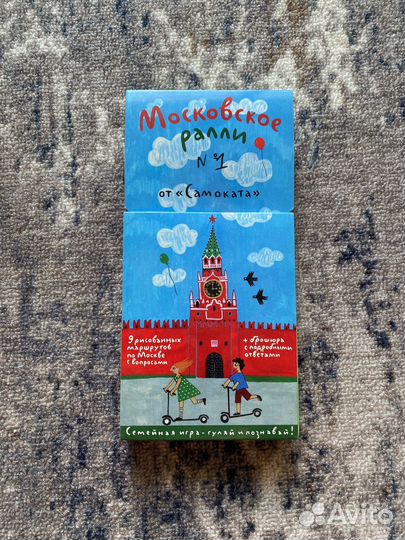 Московское
ралли
№1
от «Самоката»
9 рисованных
маршрутов
по Москве
с вопросами
+ брошюра
с подробными
ответами
Семейная игра – гуляй и познавай!
Avito